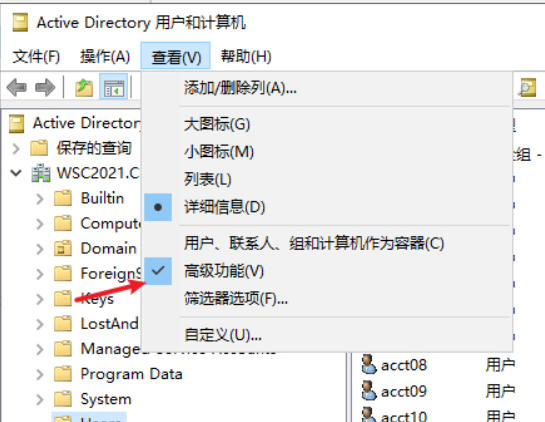 Active Directory 用户和计算机
文件(F) 操作(A) 查看(V) 帮助(H)
添加/删除列(A)...
大图标(G)
小图标(M)
列表(L)
详细信息(D)
用户、联系人、组和计算机作为容器(C)
高级功能(V)
筛选器选项(F)...
自定义(U)...
Active Directory
保存的查询
WSC2021.C
Builtin
Compute
Domain
ForeignS
Keys
LostAnd
Managed Service Accounts
Program Data
System
Users
组 -
acct08 用户
acct09 用户
acct10 用户